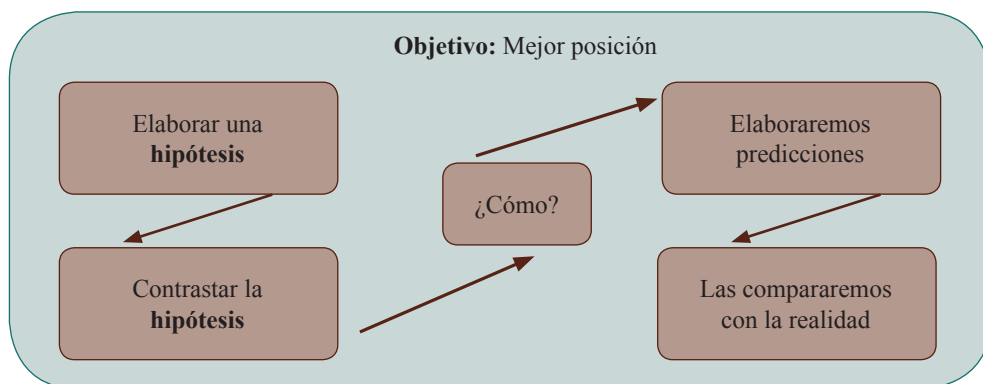 Objetivo: Mejor posición
Elaborar una
hipótesis
Contrastar la
hipótesis
¿Cómo?
Elaboraremos
predicciones
Las compararemos
con la realidad